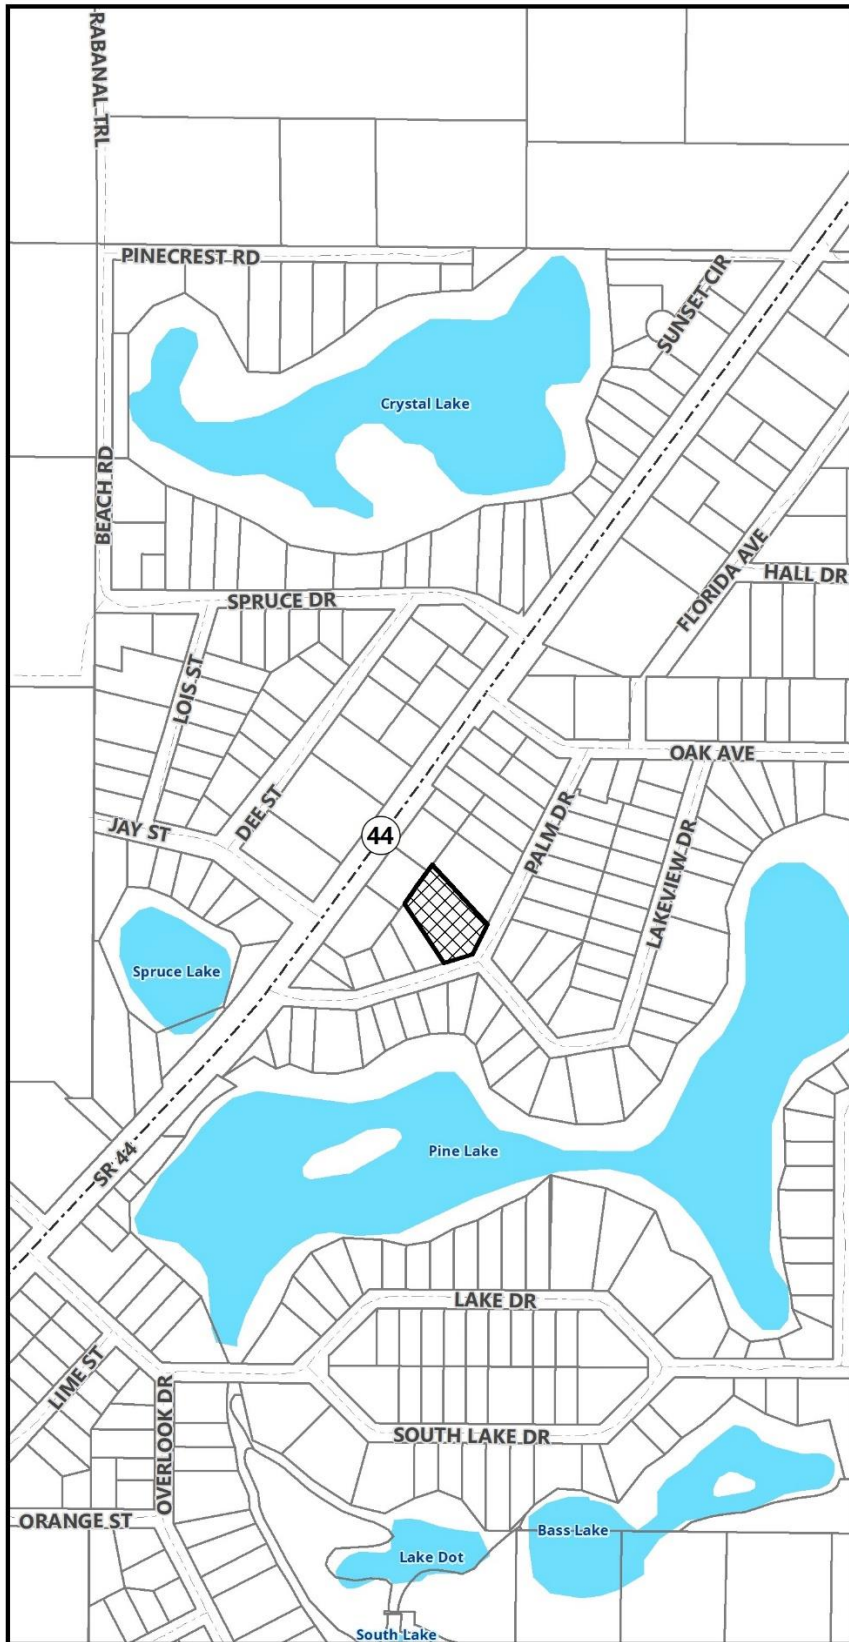 RABANAL TRL
PINECREST RD
SUNSET CIR
Crystal Lake
BEACH RD
FLORIDA AVE
HALL DR
SPRUCE DR
LOIS ST
OAK AVE
DEE ST
JAY ST
44
PALM DR
LAKEVIEW DR
Spruce Lake
Pine Lake
SR 44
LAKE DR
LIME ST
OVERLOOK DR
SOUTH LAKE DR
ORANGE ST
Bass Lake
Lake Dot
South Lake